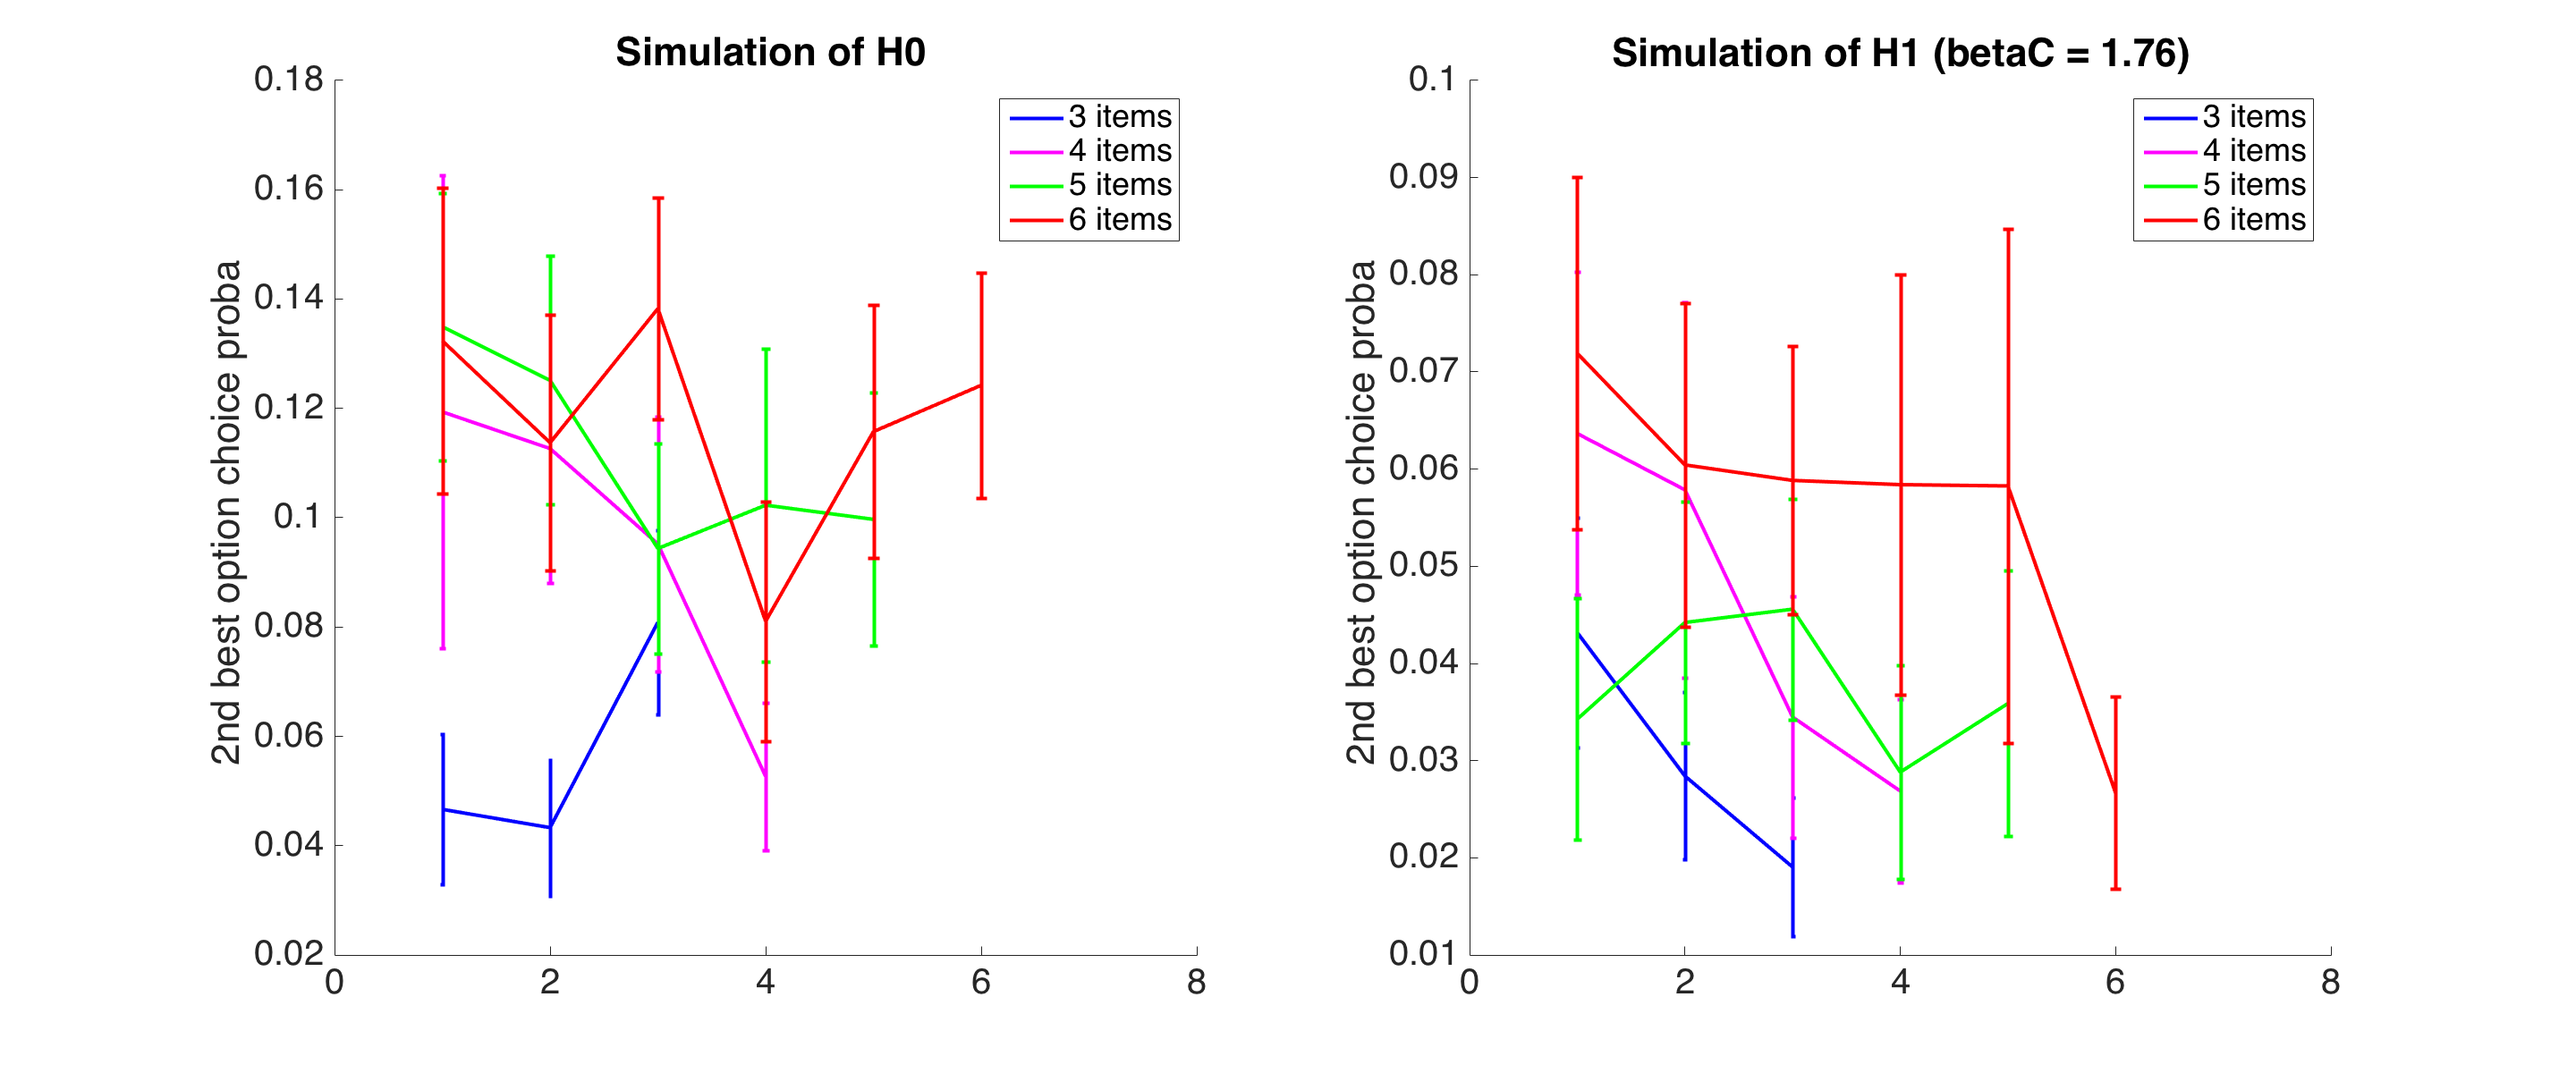 Simulation of H0
0.18
0.16
0.14
0.12
0.1
0.08
0.06
0.04
0.02
0
2
4
6
8
2nd best option choice proba
3 items
4 items
5 items
6 items
Simulation of H1 (betaC = 1.76)
0.1
0.09
0.08
0.07
0.06
0.05
0.04
0.03
0.02
0.01
0
2
4
6
8
2nd best option choice proba
3 items
4 items
5 items
6 items